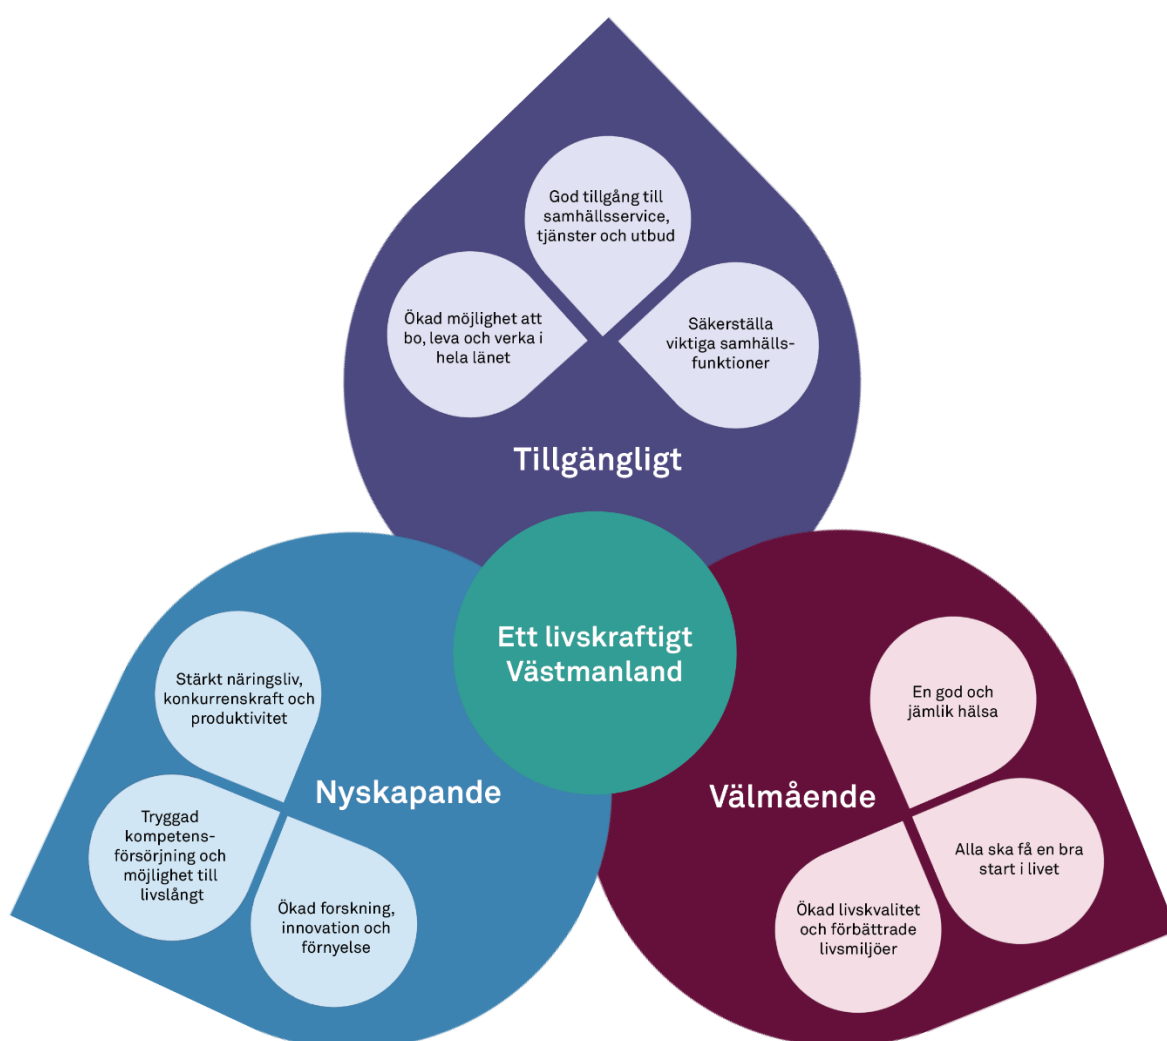 God tillgång till
samhällsservice,
tjänster och utbud
Ökad möjlighet att
bo, leva och verka i
hela länet
Säkerställa
viktiga samhälls-
funktioner
Tillgängligt
Ett livskraftigt
Västmanland
Stärkt näringsliv,
konkurrenskraft och
produktivitet
Nyskapande
Tryggad
kompetens-
försörjning och
möjlighet till
livslångt
Ökad forskning,
innovation och
förnyelse
En god och
jämlik hälsa
Välmående
Alla ska få en bra
start i livet
Ökad livskvalitet
och förbättrade
livsmiljöer